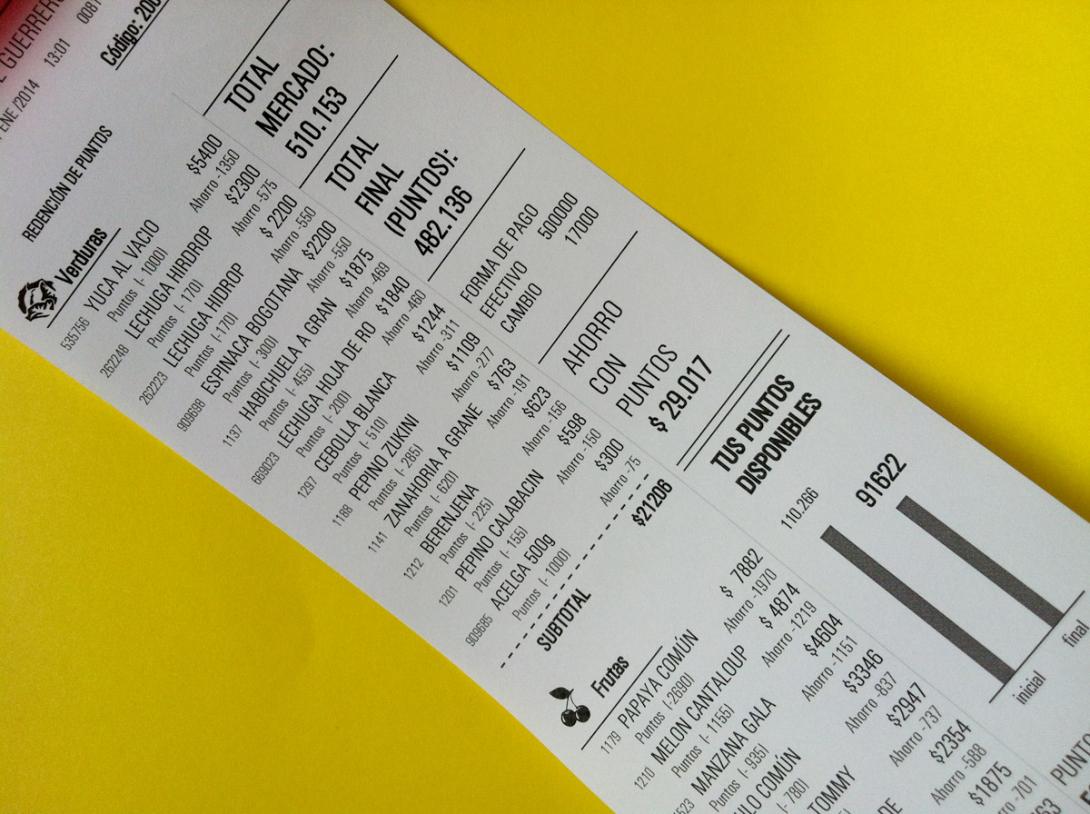 GUERRERO
ENE /2014 13:01 0081
Código: 200
REDENCIÓN DE PUNTOS
Verduras
535756 YUCA AL VACIO $5400
Puntos (- 1000) Ahorro -1350
262248 LECHUGA HIRDROP $2300
Puntos (- 170) Ahorro -575
262223 LECHUGA HIDROP $ 2200
Puntos (-170) Ahorro -550
909698 ESPINACA BOGOTANA $2200
Puntos (- 300) Ahorro -550
1137 HABICHUELA A GRAN $1875
Puntos (- 455) Ahorro -469
669023 LECHUGA HOJA DE RO $1840
Puntos (- 200) Ahorro -460
1297 CEBOLLA BLANCA $1244
Puntos (- 510) Ahorro -311
1188 PEPINO ZUKINI $1109
Puntos (- 285) Ahorro -277
1141 ZANAHORIA A GRANE $763
Puntos (- 620) Ahorro -191
1212 BERENJENA $623
Puntos (- 225) Ahorro -156
1201 PEPINO CALABACIN $598
Puntos (- 155) Ahorro -150
909685 ACELGA 500g $300
Puntos (- 1000) Ahorro -75
SUBTOTAL $21206
Frutas
1179 PAPAYA COMÚN $ 7882
Puntos (-2690) Ahorro -1970
1210 MELON CANTALOUP $ 4874
Puntos (- 1155) Ahorro -1219
523 MANZANA GALA $4604
Puntos (-935) Ahorro -1151
ULO COMÚN $3346
(-780) Ahorro -837
TOMMY $2947
Ahorro -737
DE $2354
Ahorro -588
$1875
-701
TOTAL
MERCADO:
510.153
TOTAL
FINAL
(PUNTOS):
482.136
FORMA DE PAGO
EFECTIVO 500000
CAMBIO 17000
AHORRO
CON
PUNTOS
$ 29.017
TUS PUNTOS
DISPONIBLES
110.266
91622
inicial
final
PUNTO